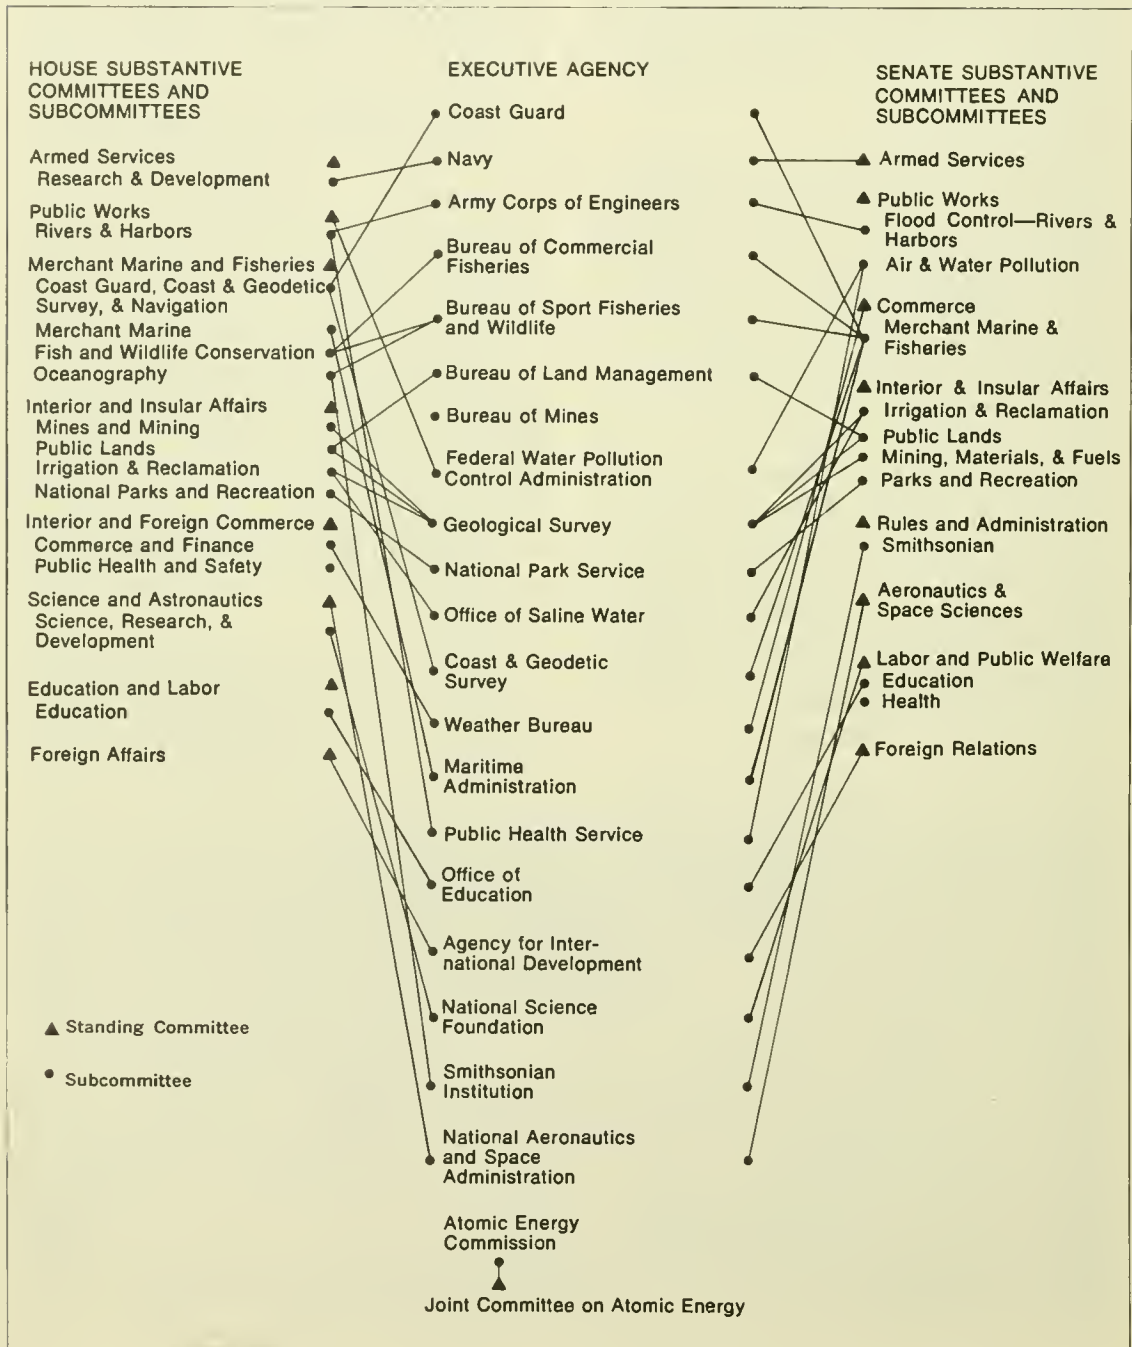 HOUSE SUBSTANTIVE
COMMITTEES AND
SUBCOMMITTEES
Armed Services
Research & Development
Public Works
Rivers & Harbors
Merchant Marine and Fisheries
Coast Guard, Coast & Geodetic
Survey, & Navigation
Merchant Marine
Fish and Wildlife Conservation
Oceanography
Interior and Insular Affairs
Mines and Mining
Public Lands
Irrigation & Reclamation
National Parks and Recreation
Interior and Foreign Commerce
Commerce and Finance
Public Health and Safety
Science and Astronautics
Science, Research, &
Development
Education and Labor
Education
Foreign Affairs
Standing Committee
Subcommittee
EXECUTIVE AGENCY
Coast Guard
Navy
Army Corps of Engineers
Bureau of Commercial
Fisheries
Bureau of Sport Fisheries
and Wildlife
Bureau of Land Management
Bureau of Mines
Federal Water Pollution
Control Administration
Geological Survey
National Park Service
Office of Saline Water
Coast & Geodetic
Survey
Weather Bureau
Maritime
Administration
Public Health Service
Office of
Education
Agency for Inter-
national Development
National Science
Foundation
Smithsonian
Institution
National Aeronautics
and Space
Administration
Atomic Energy
Commission
Joint Committee on Atomic Energy
SENATE SUBSTANTIVE
COMMITTEES AND
SUBCOMMITTEES
Armed Services
Public Works
Flood Control—Rivers &
Harbors
Air & Water Pollution
Commerce
Merchant Marine &
Fisheries
Interior & Insular Affairs
Irrigation & Reclamation
Public Lands
Mining, Materials, & Fuels
Parks and Recreation
Rules and Administration
Smithsonian
Aeronautics &
Space Sciences
Labor and Public Welfare
Education
Health
Foreign Relations